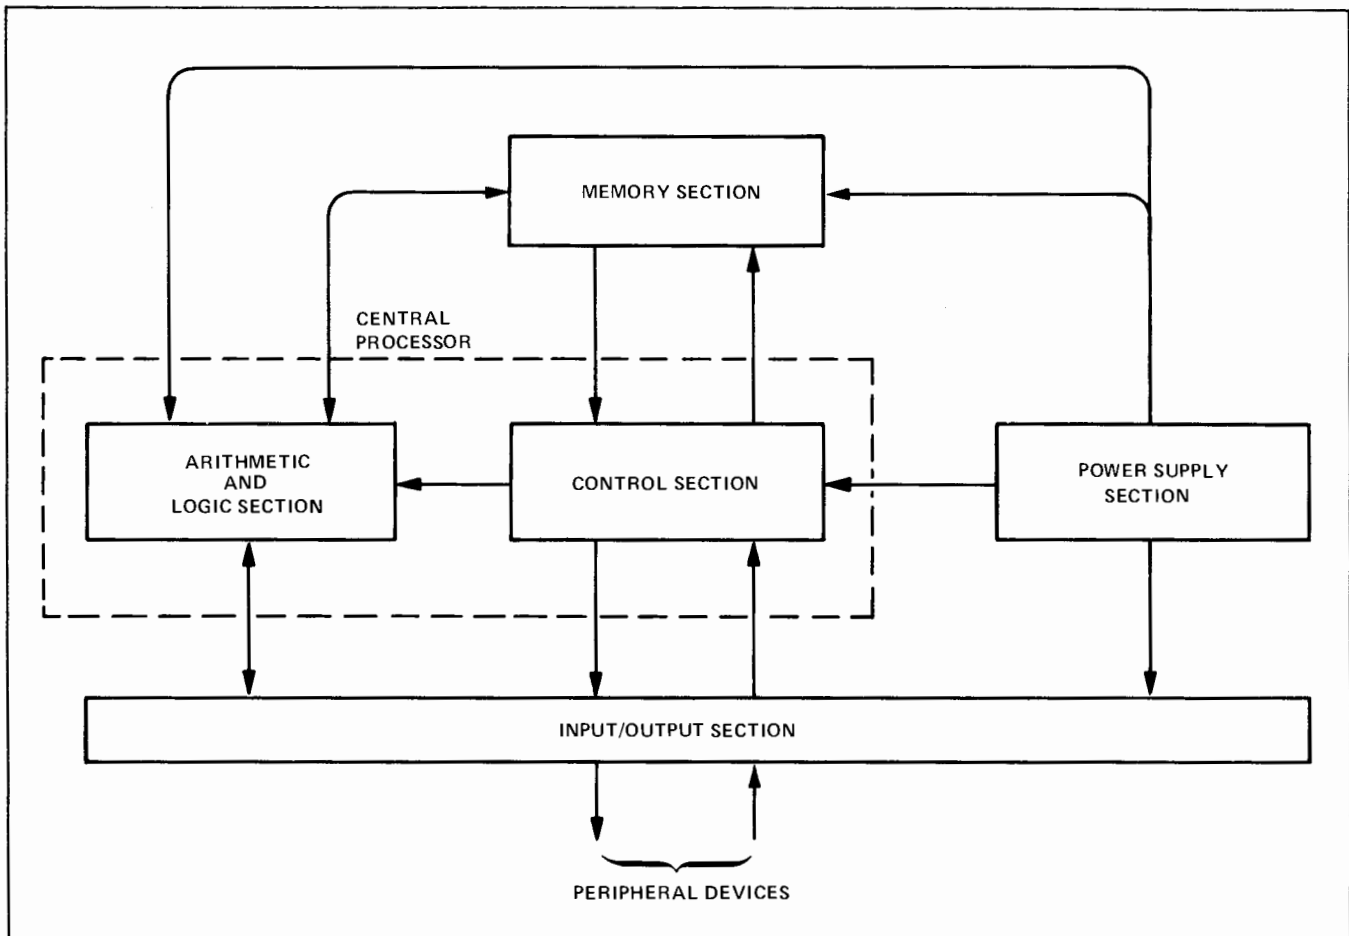 MEMORY SECTION
CENTRAL
PROCESSOR
ARITHMETIC
AND
LOGIC SECTION
CONTROL SECTION
POWER SUPPLY
SECTION
INPUT/OUTPUT SECTION
PERIPHERAL DEVICES